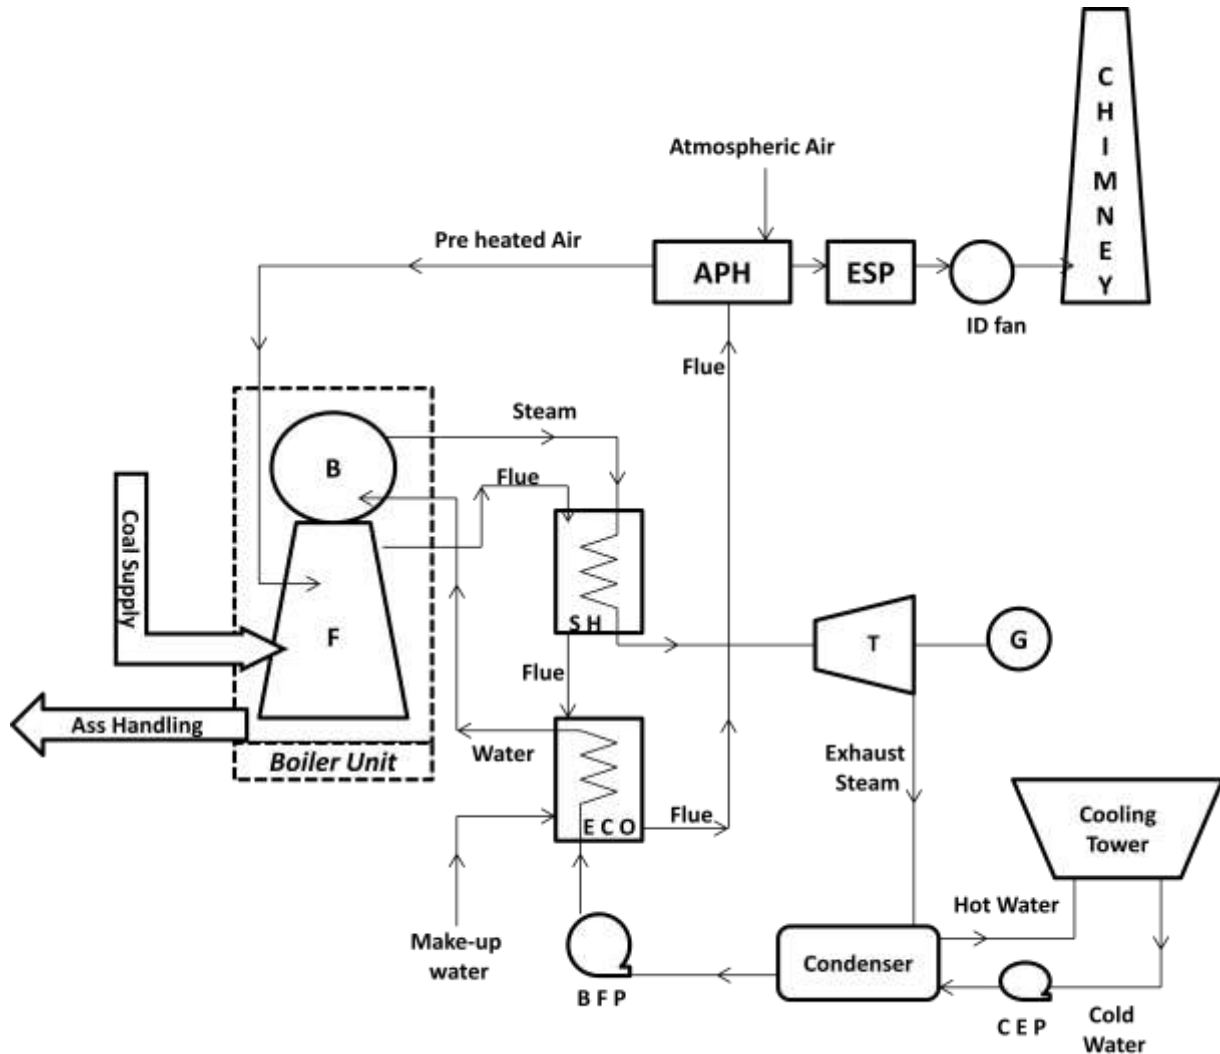 CHIMNEY
Atmospheric Air
Pre heated Air
APH
ESP
ID fan
Flue
Steam
B
Flue
Coal Supply
F
S H
T
G
Flue
Ass Handling
Boiler Unit
Water
Exhaust
Steam
E C O
Flue
Cooling
Tower
Hot Water
Make-up
water
Condenser
B F P
C E P
Cold
Water